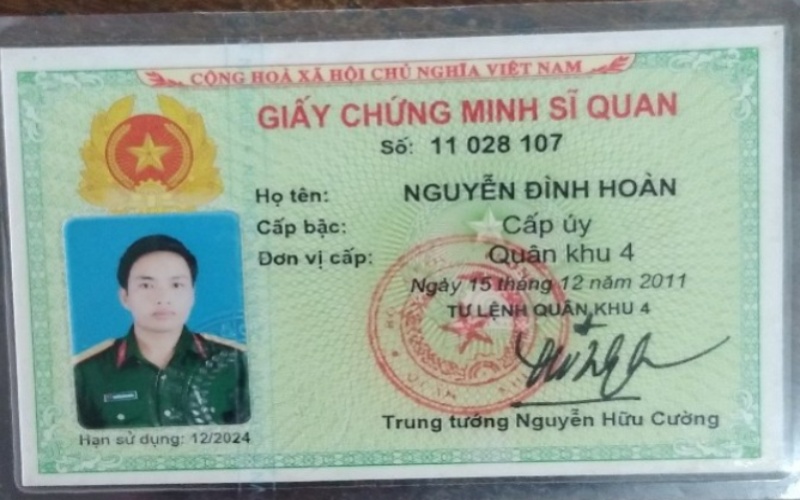 CỘNG HOÀ XÃ HỘI CHỦ NGHĨA VIỆT NAM
GIẤY CHỨNG MINH SĨ QUAN
Số: 11 028 107
Họ tên: NGUYỄN ĐÌNH HOÀN
Cấp bậc: Cấp úy
Đơn vị cấp: Quân khu 4
Ngày 15 tháng 12 năm 2011
TƯ LỆNH QUÂN KHU 4
Trung tướng Nguyễn Hữu Cường
Hạn sử dụng: 12/2024